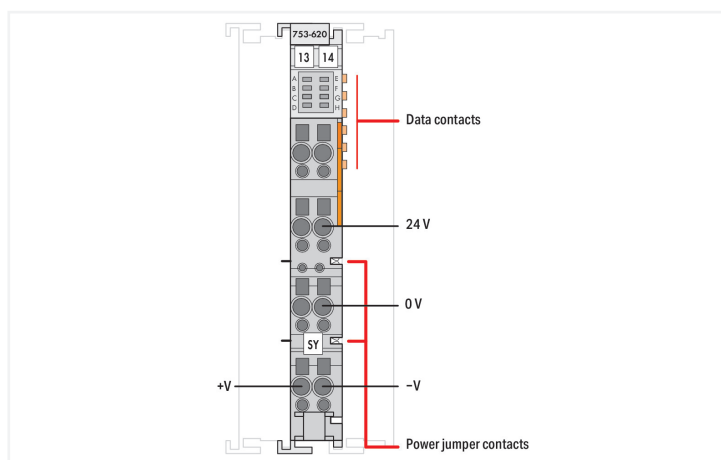 753-620
13 14
A E
B F
C G
D H
Data contacts
24 V
0 V
SY
+V −V
Power jumper contacts